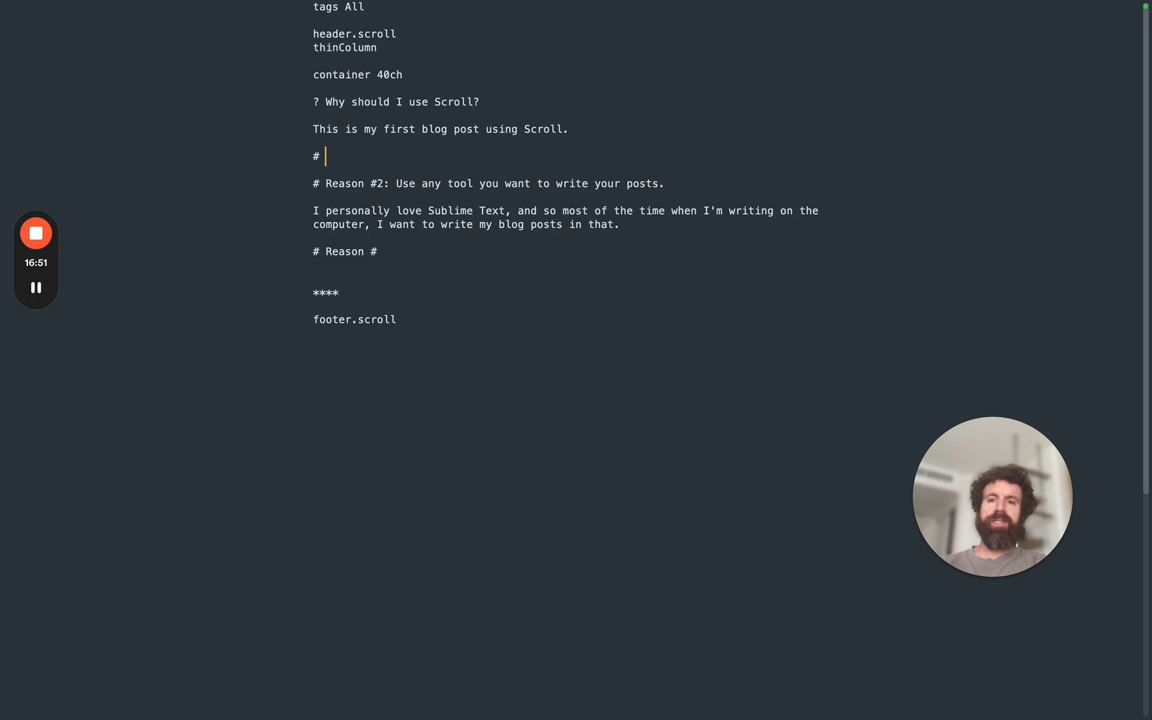 tags All
header.scroll
thinColumn
container 40ch
? Why should I use Scroll?
This is my first blog post using Scroll.
#
# Reason #2: Use any tool you want to write your posts.
I personally love Sublime Text, and so most of the time when I'm writing on the
computer, I want to write my blog posts in that.
# Reason #
****
footer.scroll
16:51